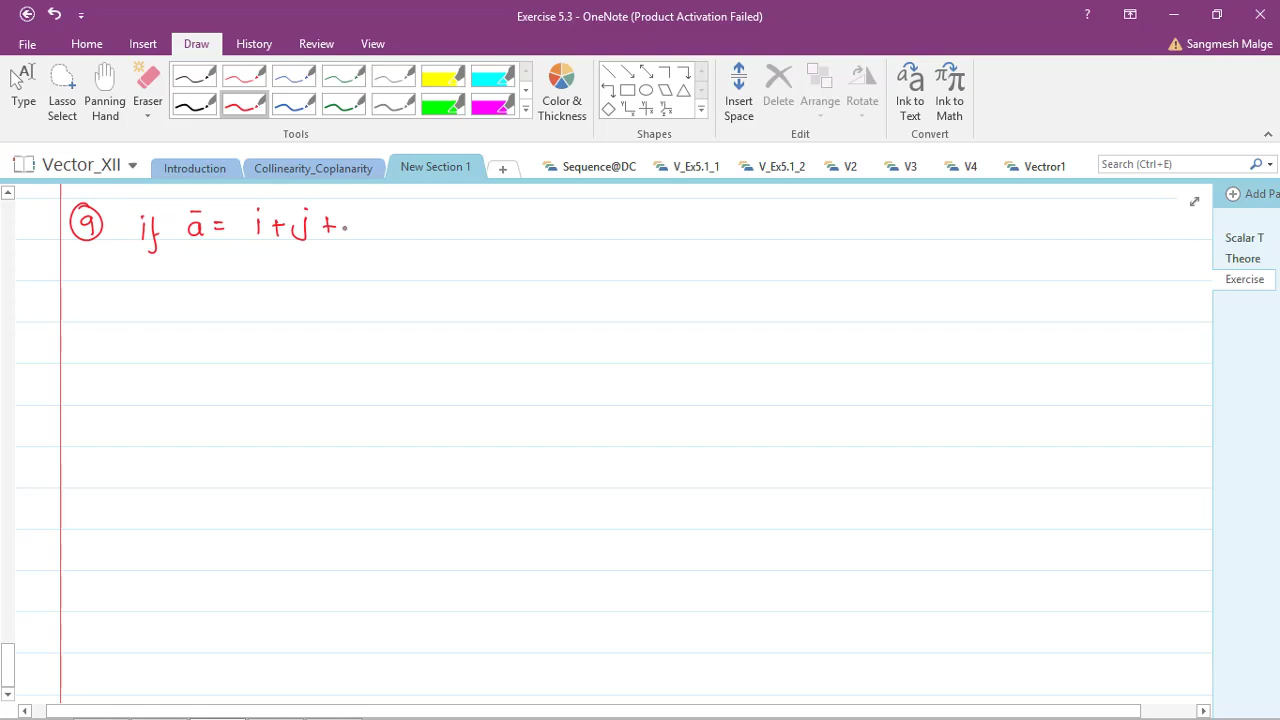 Exercise 5.3 - OneNote (Product Activation Failed)
?
File Home Insert Draw History Review View Sangmesh Malge
Type Lasso Select Panning Hand Eraser Color & Thickness Insert Space Delete Arrange Rotate Ink to Text Ink to Math
Tools Shapes Edit Convert
Vector_XII Introduction Collinearity_Coplanarity New Section 1 Sequence@DC V_Ex5.1_1 V_Ex5.1_2 V2 V3 V4 Vector1 Search (Ctrl+E)
Add Pa
Scalar T
Theore
Exercise
9 if ā = i + j +